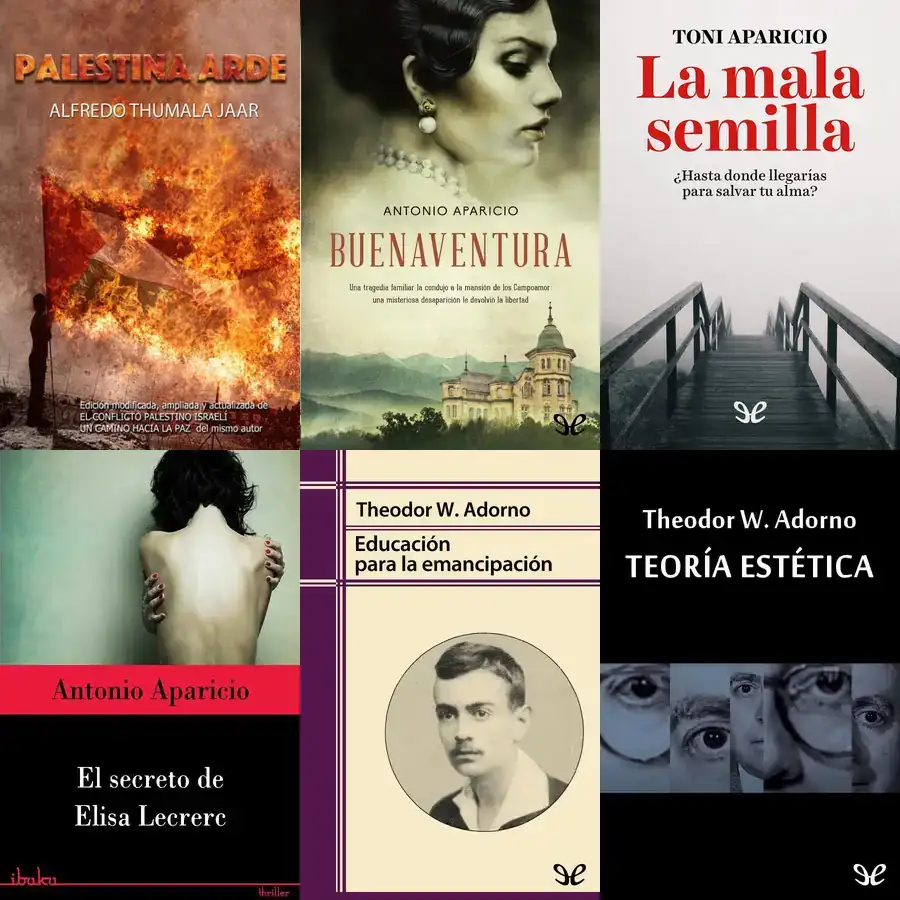 PALESTINA ARDE
ALFREDO THUMALA JAAR
Edición modificada, ampliada y actualizada de
EL CONFLICTO PALESTINO ISRAELÍ
UN CAMINO HACIA LA PAZ del mismo autor
ANTONIO APARICIO
BUENAVENTURA
Una tragedia familiar la condujo a la mansión de los Campoamor:
una misteriosa desaparición le devolvió la libertad
TONI APARICIO
La mala
semilla
¿Hasta donde llegarías
para salvar tu alma?
Antonio Aparicio
El secreto de
Elisa Lecrerc
ibuku
thriller
Theodor W. Adorno
Educación
para la emancipación
Theodor W. Adorno
TEORÍA ESTÉTICA